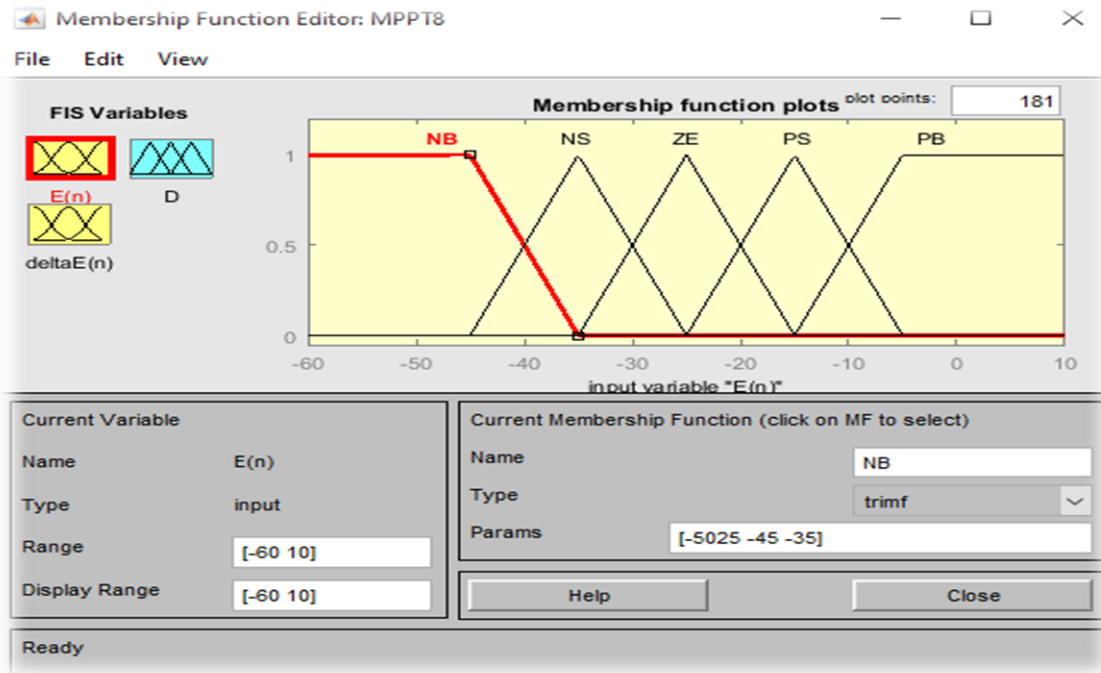 Membership Function Editor: MPPT8
File Edit View
FIS Variables
E(n)
D
deltaE(n)
Membership function plots
plot points:
181
NB NS ZE PS PB
1
0.5
0
-60 -50 -40 -30 -20 -10 0 10
input variable "E(n)"
Current Variable
Name E(n)
Type input
Range [-60 10]
Display Range [-60 10]
Current Membership Function (click on MF to select)
Name NB
Type trimf
Params [-5025 -45 -35]
Help Close
Ready